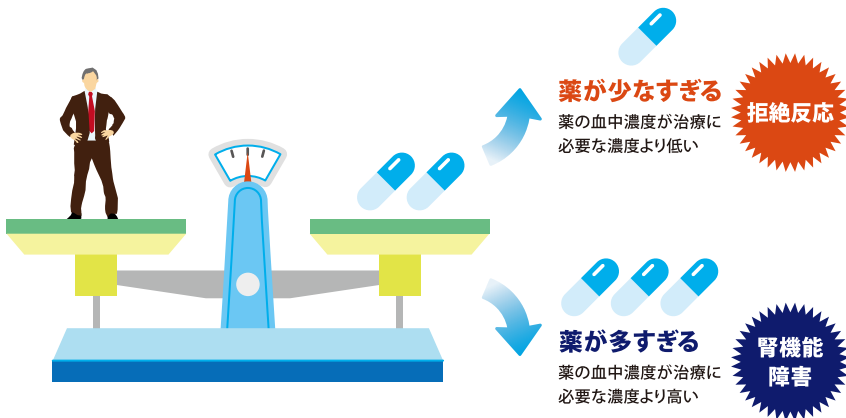 薬が少なすぎる
薬の血中濃度が治療に
必要な濃度より低い
拒絶反応
薬が多すぎる
薬の血中濃度が治療に
必要な濃度より高い
腎機能
障害